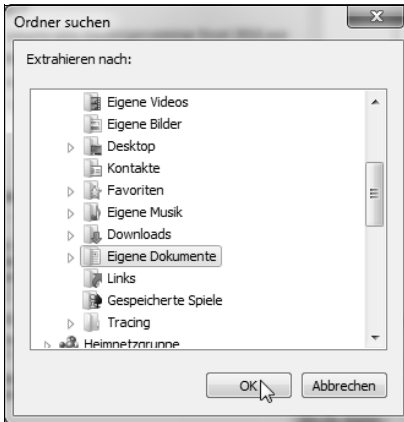 Ordner suchen
Extrahieren nach:
Eigene Videos
Eigene Bilder
Desktop
Kontakte
Favoriten
Eigene Musik
Downloads
Eigene Dokumente
Links
Gespeicherte Spiele
Tracing
Heimnetzgruppe
OK Abbrechen